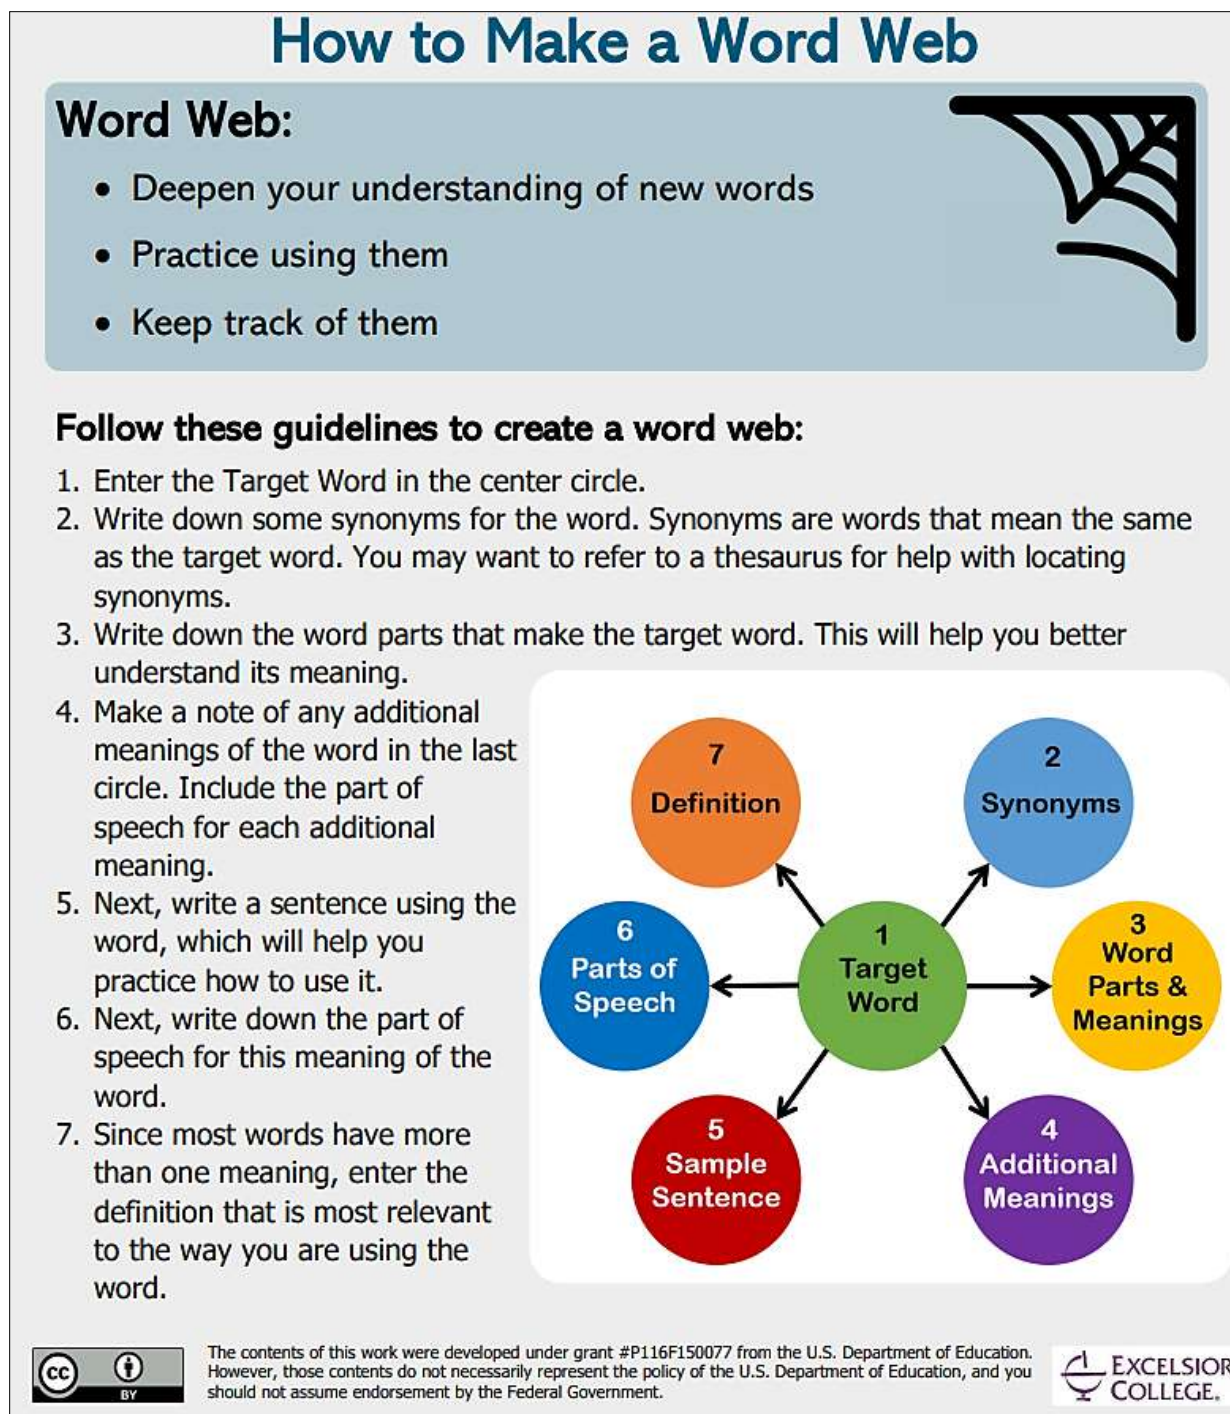 How to Make a Word Web
Word Web:
• Deepen your understanding of new words
• Practice using them
• Keep track of them
Follow these guidelines to create a word web:
1. Enter the Target Word in the center circle.
2. Write down some synonyms for the word. Synonyms are words that mean the same
as the target word. You may want to refer to a thesaurus for help with locating
synonyms.
3. Write down the word parts that make the target word. This will help you better
understand its meaning.
4. Make a note of any additional
meanings of the word in the last
circle. Include the part of
speech for each additional
meaning.
5. Next, write a sentence using the
word, which will help you
practice how to use it.
6. Next, write down the part of
speech for this meaning of the
word.
7. Since most words have more
than one meaning, enter the
definition that is most relevant
to the way you are using the
word.
1
Target
Word
2
Synonyms
3
Word
Parts &
Meanings
4
Additional
Meanings
5
Sample
Sentence
6
Parts of
Speech
7
Definition
cc
BY
The contents of this work were developed under grant #P116F150077 from the U.S. Department of Education.
However, those contents do not necessarily represent the policy of the U.S. Department of Education, and you
should not assume endorsement by the Federal Government.
EXCELSIOR
COLLEGE.